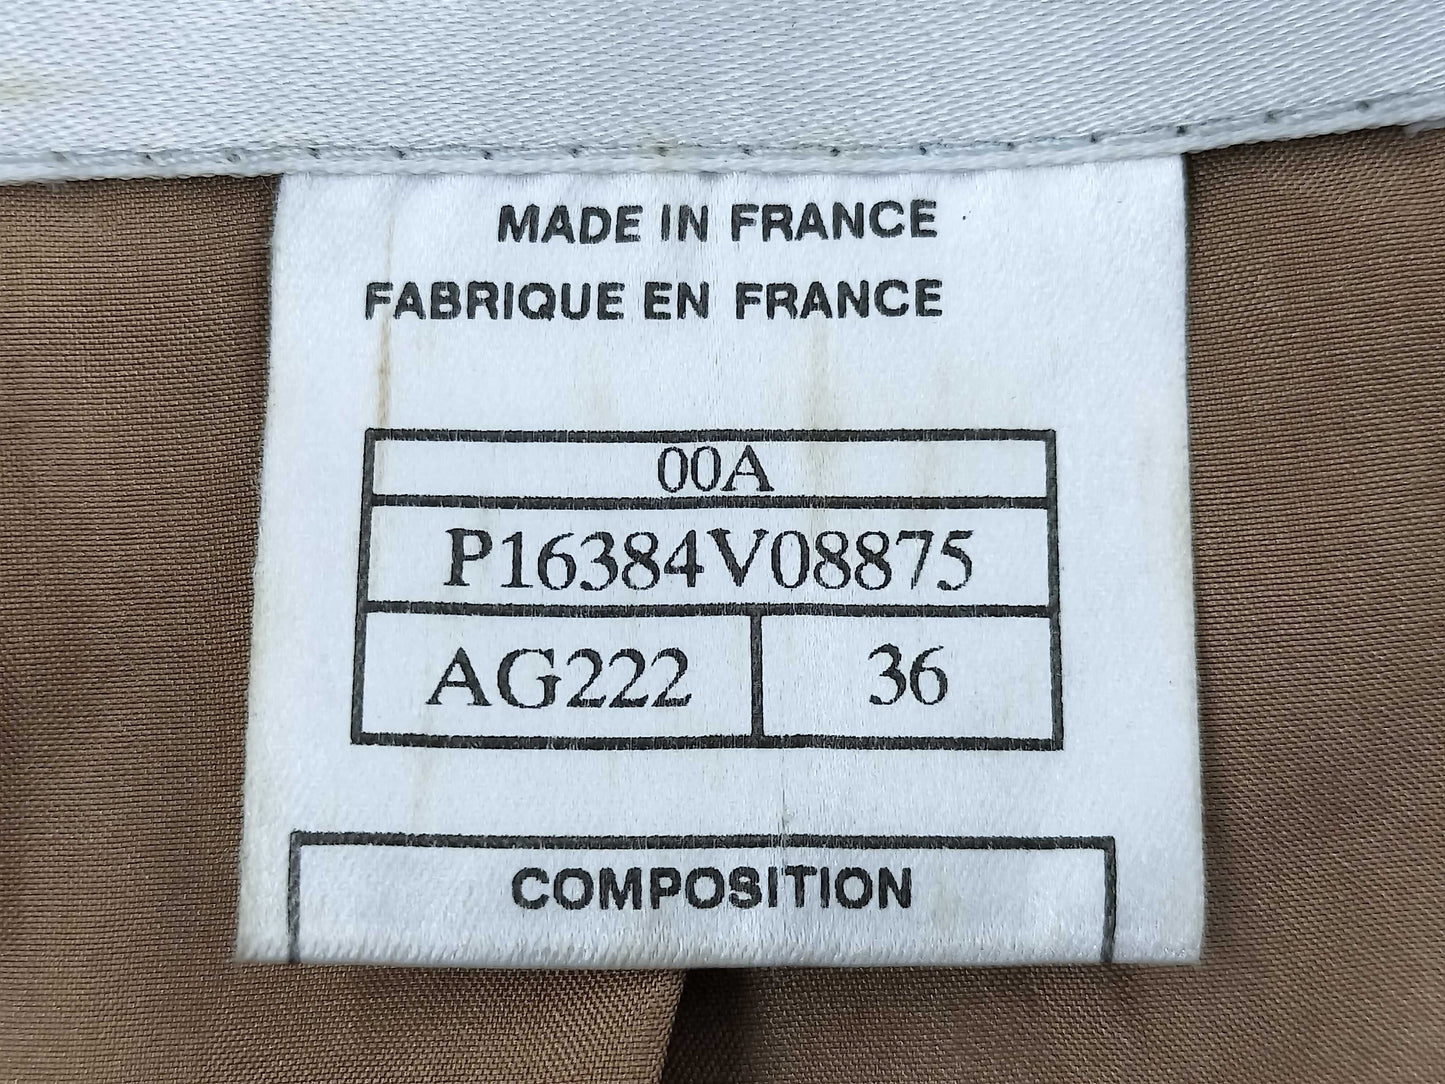 MADE IN FRANCE
FABRIQUE EN FRANCE
00A
P16384V08875
AG222 36
COMPOSITION